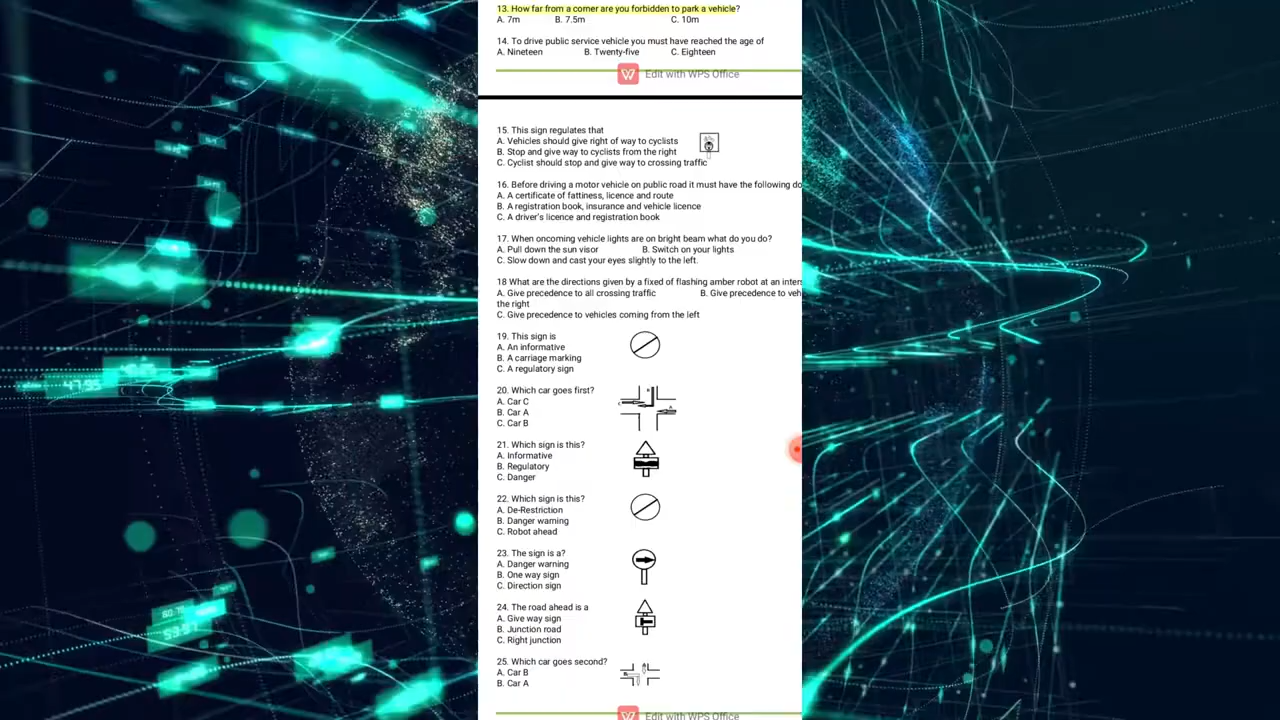 13. How far from a corner are you forbidden to park a vehicle?
A. 7m B. 7.5m C. 10m
14. To drive public service vehicle you must have reached the age of
A. Nineteen B. Twenty-five C. Eighteen
Edit with WPS Office
15. This sign regulates that
A. Vehicles should give right of way to cyclists
B. Stop and give way to cyclists from the right
C. Cyclist should stop and give way to crossing traffic
16. Before driving a motor vehicle on public road it must have the following do
A. A certificate of fattiness, licence and route
B. A registration book, insurance and vehicle licence
C. A driver's licence and registration book
17. When oncoming vehicle lights are on bright beam what do you do?
A. Pull down the sun visor B. Switch on your lights
C. Slow down and cast your eyes slightly to the left.
18 What are the directions given by a fixed of flashing amber robot at an inters
A. Give precedence to all crossing traffic B. Give precedence to veh
the right
C. Give precedence to vehicles coming from the left
19. This sign is
A. An informative
B. A carriage marking
C. A regulatory sign
20. Which car goes first?
A. Car C
B. Car A
C. Car B
21. Which sign is this?
A. Informative
B. Regulatory
C. Danger
22. Which sign is this?
A. De-Restriction
B. Danger warning
C. Robot ahead
23. The sign is a?
A. Danger warning
B. One way sign
C. Direction sign
24. The road ahead is a
A. Give way sign
B. Junction road
C. Right junction
25. Which car goes second?
A. Car B
B. Car A
Edit with WPS Office